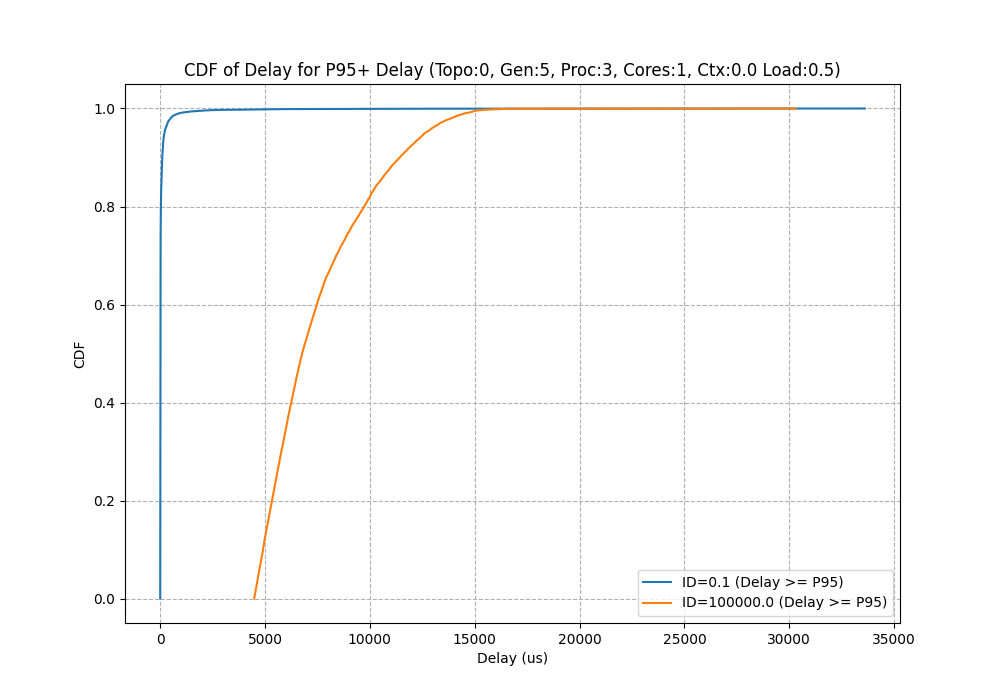 CDF of Delay for P95+ Delay (Topo:0, Gen:5, Proc:3, Cores:1, Ctx:0.0 Load:0.5)
1.0
0.8
0.6
0.4
0.2
0.0
CDF
ID=0.1 (Delay >= P95)
ID=100000.0 (Delay >= P95)
0 5000 10000 15000 20000 25000 30000 35000
Delay (us)